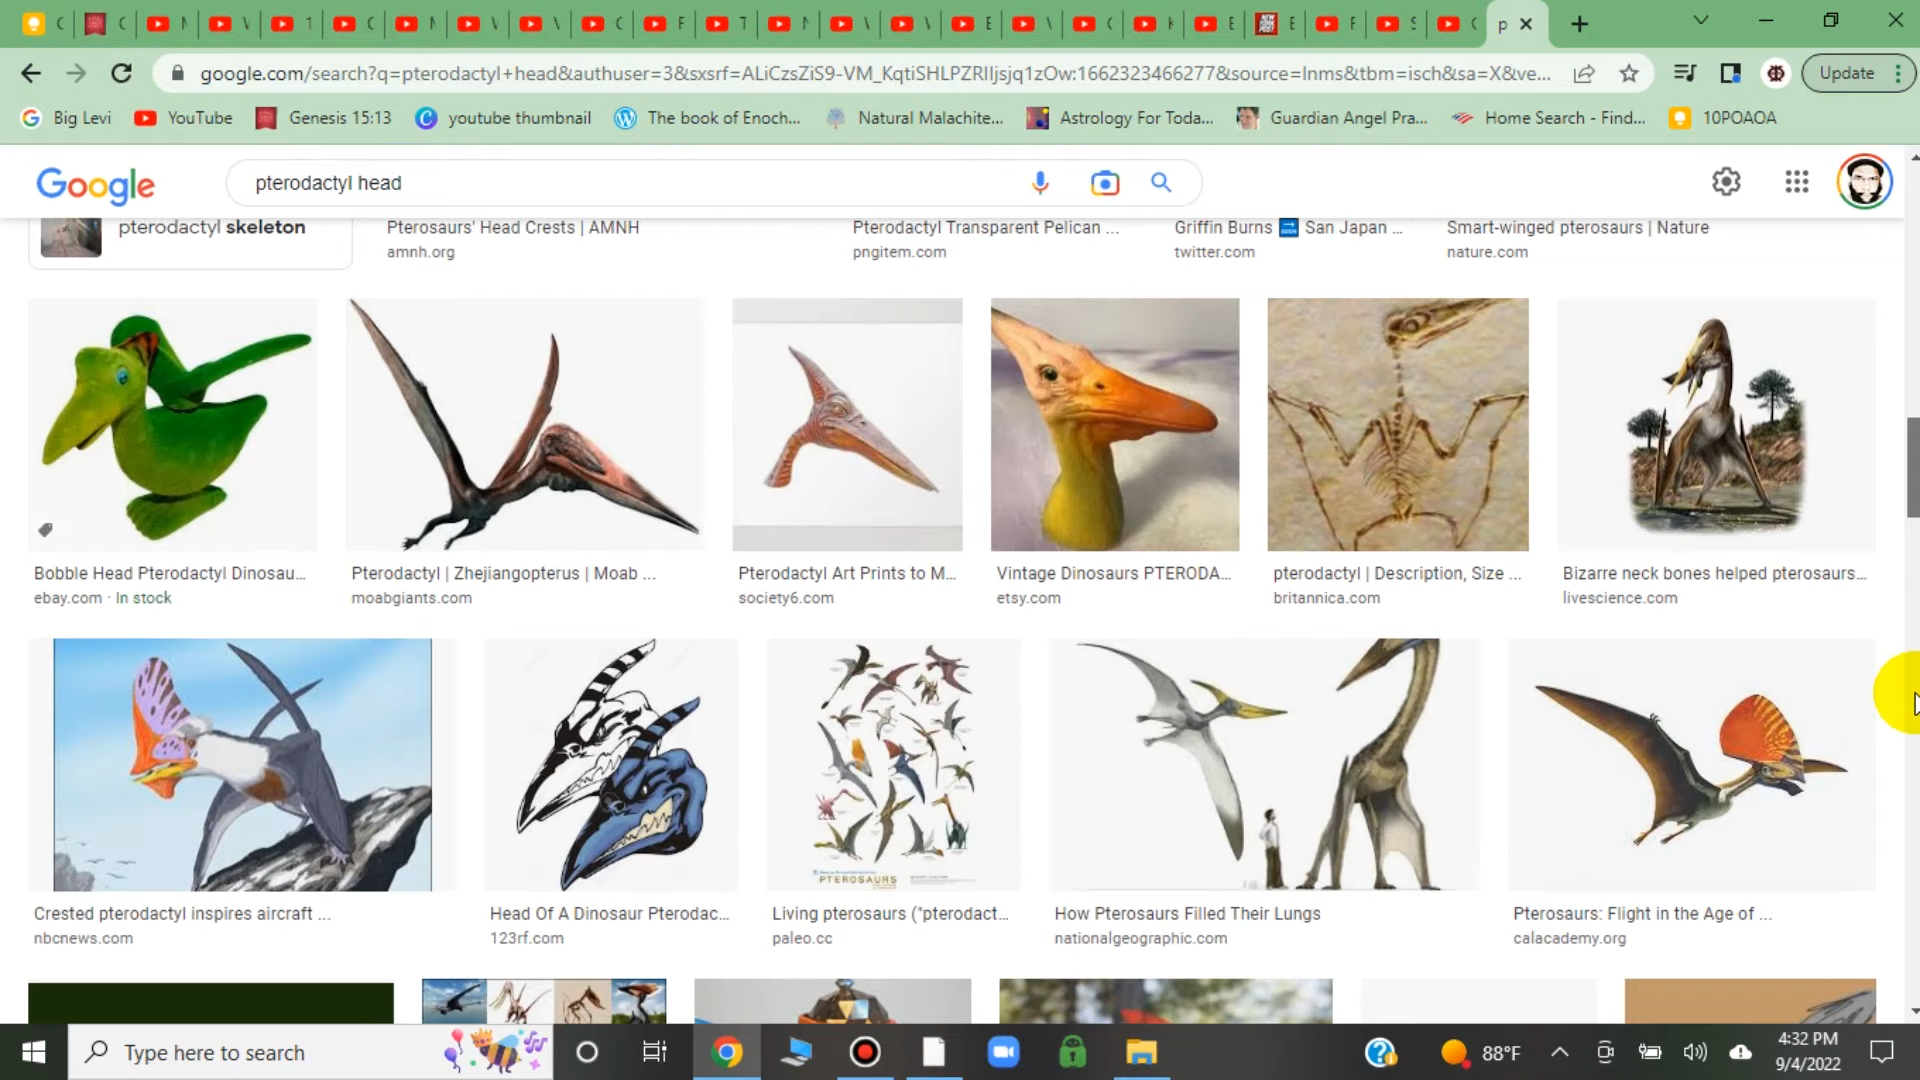 google.com/search?q=pterodactyl+head&authuser=3&sxsrf=ALiCzsZiS9-VM_KqtiSHLPZRIIjsjq1zOw:1662323466277&source=lnms&tbm=isch&sa=X&ve...
Update
Big Levi
YouTube
Genesis 15:13
youtube thumbnail
The book of Enoch...
Natural Malachite...
Astrology For Toda...
Guardian Angel Pra...
Home Search - Find...
10POAOA
Google
pterodactyl head
pterodactyl skeleton
Pterosaurs' Head Crests | AMNH
amnh.org
Pterodactyl Transparent Pelican ...
pngitem.com
Griffin Burns SOON San Japan ...
twitter.com
Smart-winged pterosaurs | Nature
nature.com
Bobble Head Pterodactyl Dinosau...
ebay.com · In stock
Pterodactyl | Zhejiangopterus | Moab ...
moabgiants.com
Pterodactyl Art Prints to M...
society6.com
Vintage Dinosaurs PTERODA...
etsy.com
pterodactyl | Description, Size ...
britannica.com
Bizarre neck bones helped pterosaurs...
livescience.com
PTEROSAURS
Crested pterodactyl inspires aircraft ...
nbcnews.com
Head Of A Dinosaur Pterodac...
123rf.com
Living pterosaurs ("pterodact...
paleo.cc
How Pterosaurs Filled Their Lungs
nationalgeographic.com
Pterosaurs: Flight in the Age of ...
calacademy.org
Type here to search
88°F
4:32 PM
9/4/2022